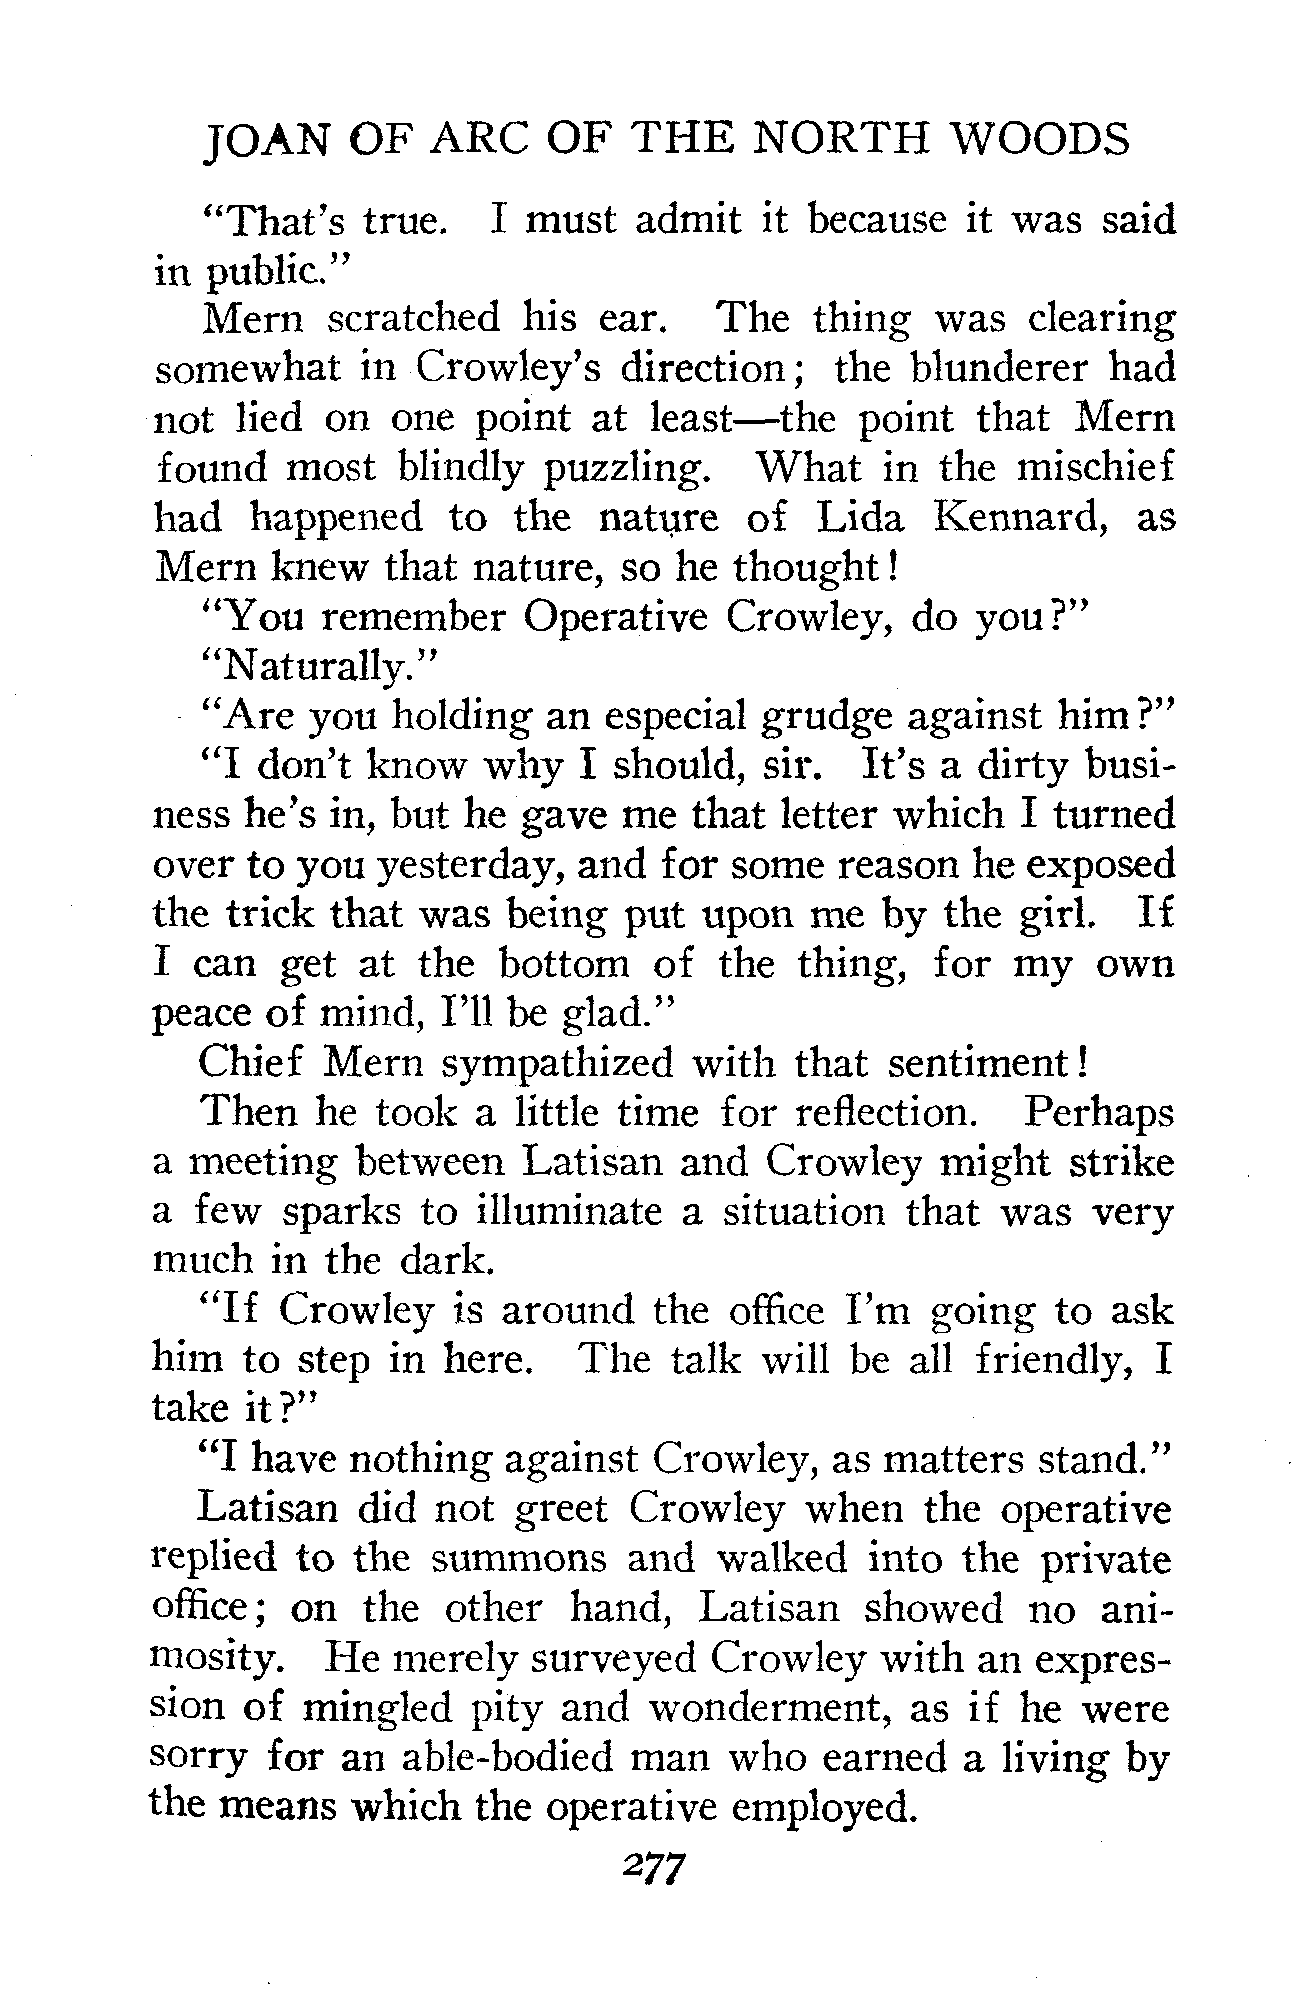 JOAN OF ARC OF THE NORTH WOODS
"That's true. I must admit it because it was said
in public."
Mern scratched his ear. The thing was clearing
somewhat in Crowley's direction; the blunderer had
not lied on one point at least—the point that Mern
found most blindly puzzling. What in the mischief
had happened to the nature of Lida Kennard, as
Mern knew that nature, so he thought!
"You remember Operative Crowley, do you?"
"Naturally."
"Are you holding an especial grudge against him?"
"I don't know why I should, sir. It's a dirty busi-
ness he's in, but he gave me that letter which I turned
over to you yesterday, and for some reason he exposed
the trick that was being put upon me by the girl. If
I can get at the bottom of the thing, for my own
peace of mind, I'll be glad."
Chief Mern sympathized with that sentiment!
Then he took a little time for reflection. Perhaps
a meeting between Latisan and Crowley might strike
a few sparks to illuminate a situation that was very
much in the dark.
"If Crowley is around the office I'm going to ask
him to step in here. The talk will be all friendly, I
take it?"
"I have nothing against Crowley, as matters stand."
Latisan did not greet Crowley when the operative
replied to the summons and walked into the private
office; on the other hand, Latisan showed no ani-
mosity. He merely surveyed Crowley with an expres-
sion of mingled pity and wonderment, as if he were
sorry for an able-bodied man who earned a living by
the means which the operative employed.
277